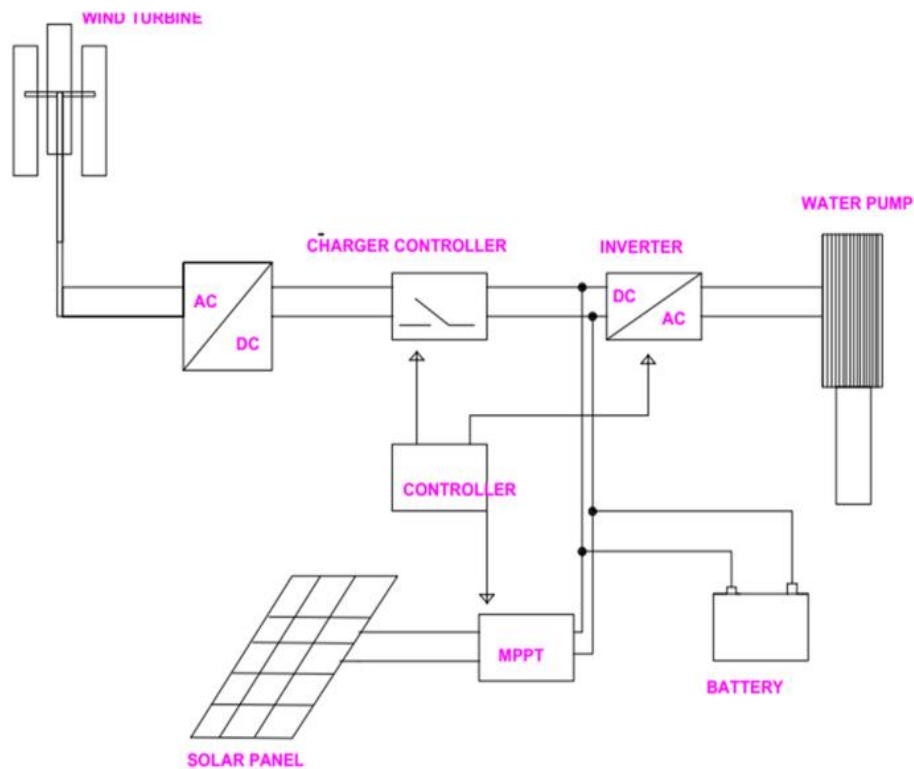 WIND TURBINE
WATER PUMP
CHARGER CONTROLLER
INVERTER
AC
DC
DC
AC
CONTROLLER
MPPT
BATTERY
SOLAR PANEL